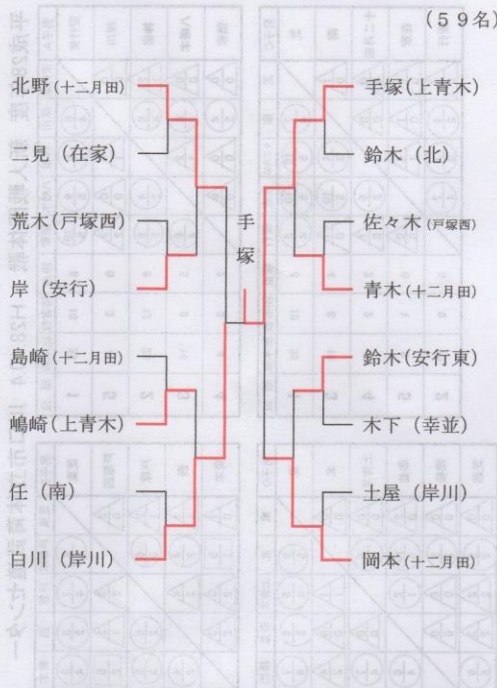 (59名)
北野(十二月田)
二見(在家)
荒木(戸塚西)
岸(安行)
島崎(十二月田)
嶋崎(上青木)
任(南)
白川(岸川)
手塚
手塚(上青木)
鈴木(北)
佐々木(戸塚西)
青木(十二月田)
鈴木(安行東)
木下(幸並)
土屋(岸川)
岡本(十二月田)